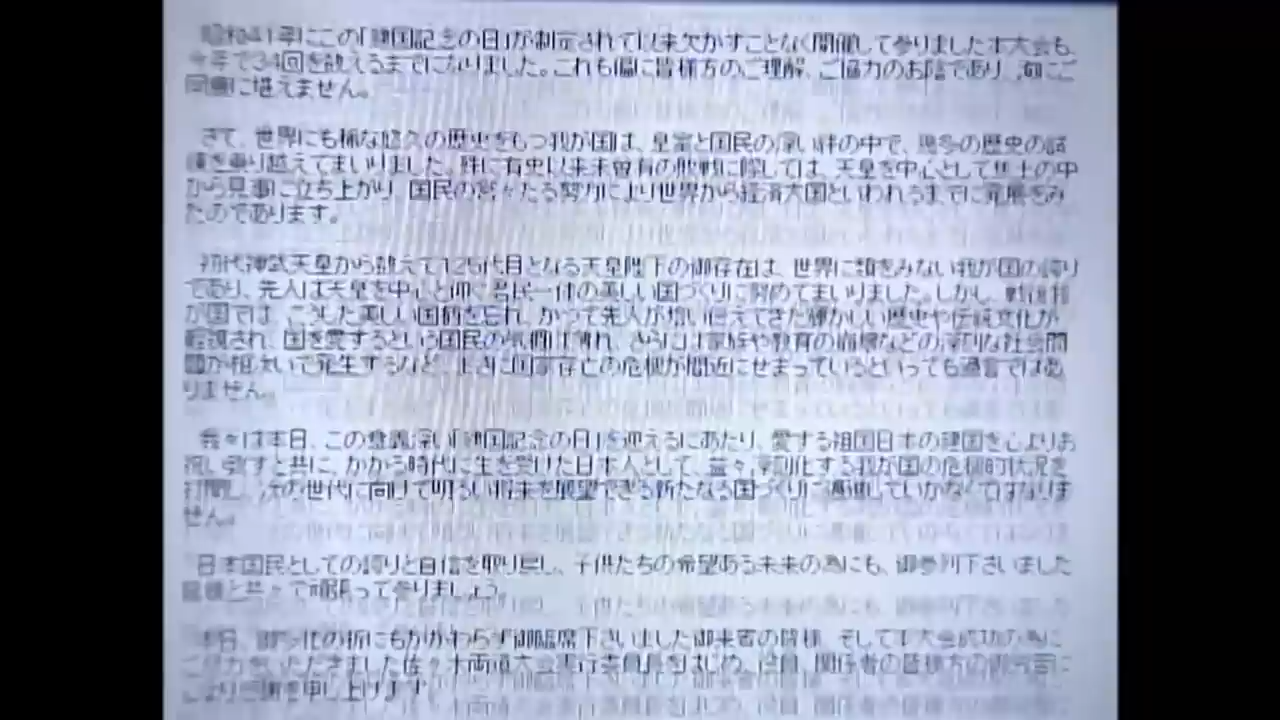 昭和41年にこの「建国記念の日」が制定されて以来欠かすことなく開催して参りました本大会も、
今年で34回を数えるまでになりました。これも偏に皆様方のご理解、ご協力のお陰であり、誠にご
同慶に堪えません。
さて、世界にも稀な悠久の歴史をもつ我が国は、皇室と国民の深い絆の中で、幾多の歴史の試
練を乗り越えてまいりました。殊に有史以来未曾有の敗戦に際しては、天皇を中心として焦土の中
から見事に立ち上がり、国民の営々たる努力により世界から経済大国といわれるまでに発展をみ
たのであります。
初代神武天皇から数えて125代目となる天皇陛下の御存在は、世界に類をみない我が国の誇り
であり、先人は天皇を中心と仰ぐ君民一体の美しい国づくりに努めてまいりました。しかし、戦後我
が国では、こうした美しい国柄を忘れ、かつて先人が培い伝えてきた輝かしい歴史や伝統文化が
軽視され、国を愛するという国民の気概は薄れ、さらには家族や教育の崩壊などの深刻な社会問
題が相次いで発生するなど、まさに国家存亡の危機が間近にせまっているといっても過言ではあ
りません。
我々は本日、この意義深い「建国記念の日」を迎えるにあたり、愛する祖国日本の建国を心よりお
祝い致すと共に、かかる時代に生を受けた日本人として、益々深刻化する我が国の危機的状況を
打開し、次の世代に向けて明るい将来を展望できる新たなる国づくりに邁進していかなくてはなりま
せん。
日本国民としての誇りと自信を取り戻し、子供たちの希望ある未来の為にも、御参列下さいました
皆様と共々で頑張って参りましょう。
本日、御多忙の折にもかかわらず御臨席下さいました御来賓の皆様、そして本大会成功の為に
ご協力をいただきました佐々木両道大会実行委員長をはじめ、役員、関係者の皆様方の御労苦に
心より感謝を申し上げます。